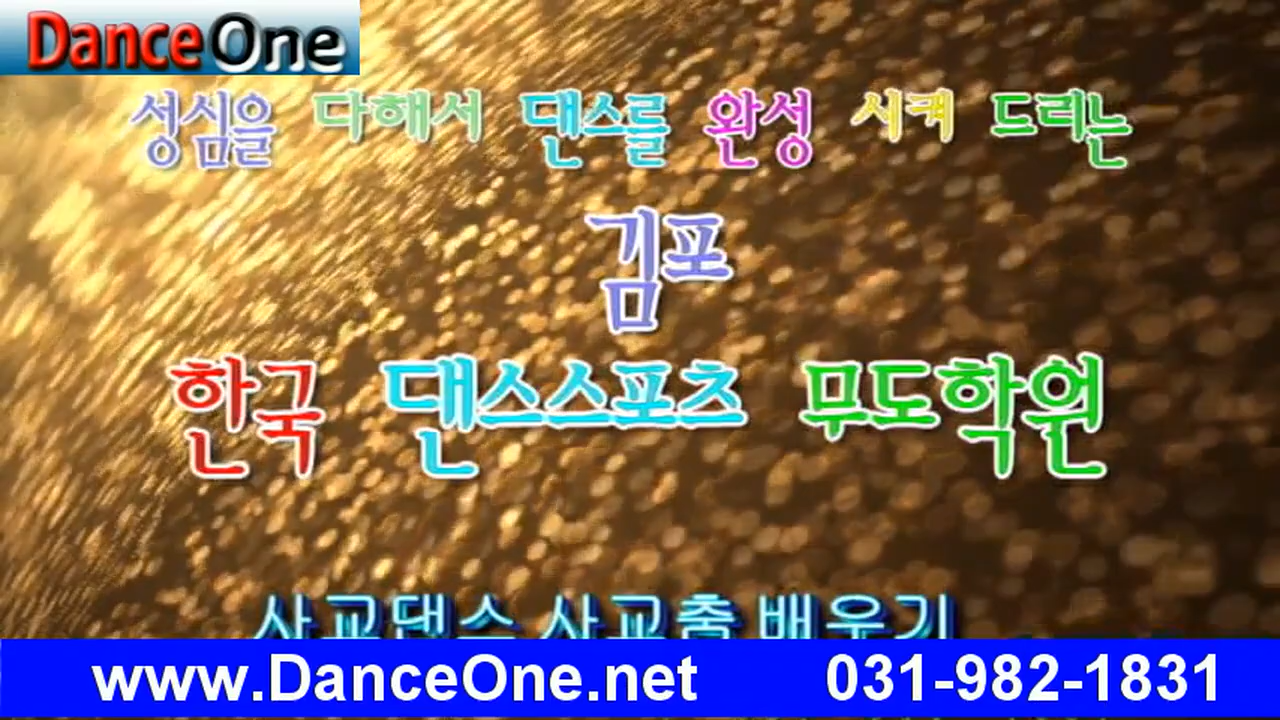 Dance One
성심을 다해서 댄스를 완성 시켜 드리는
김포
한국 댄스스포츠 무도학원
사교댄스 사교춤 배우기
www.DanceOne.net 031-982-1831